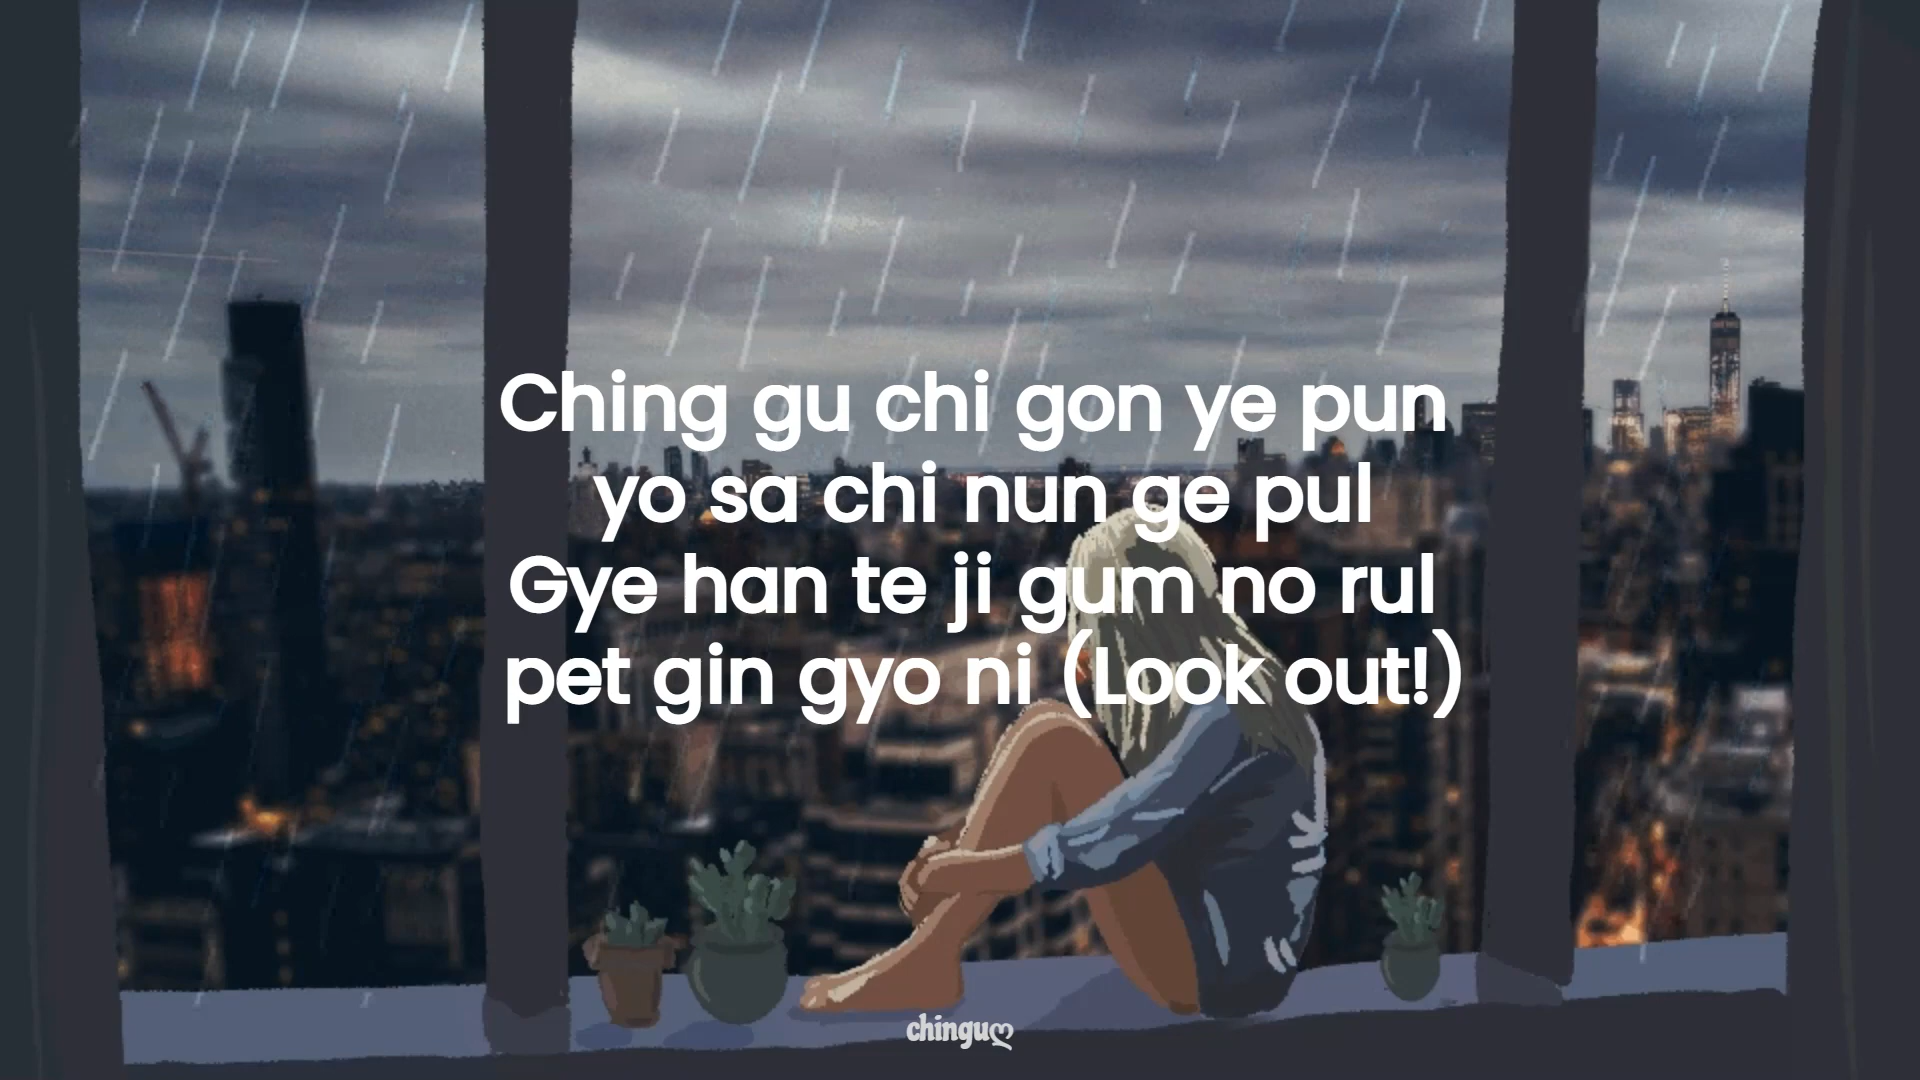 Ching gu chi gon ye pun
yo sa chi nun ge pul
Gye han te ji gum no rul
pet gin gyo ni (Look out!)
chinguღ